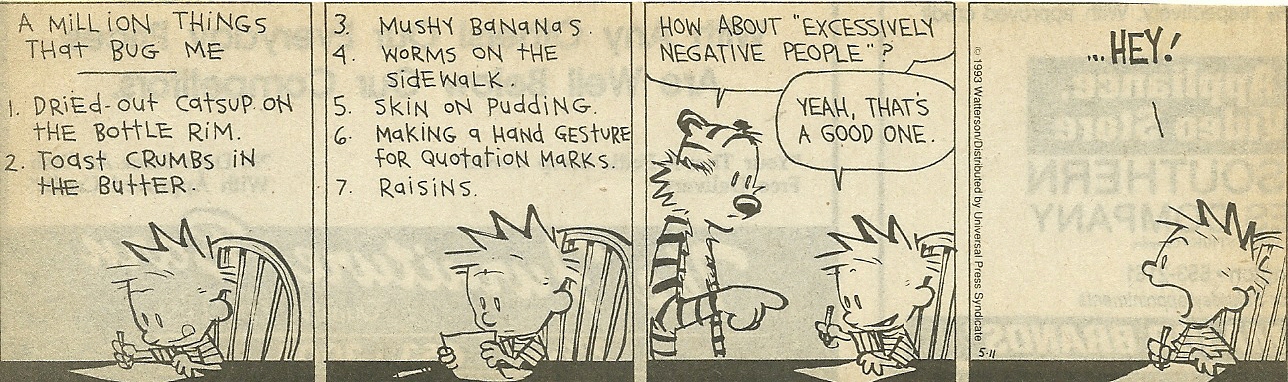 A MILLION THINGS
THAT BUG ME
1. DRiED-OUT CATSUP ON
THE BOTTLE RiM.
2. TOAST CRUMBS iN
THE BUTTER.
3. MUSHY BANANAS.
4. WORMS ON THE
SiDEWALK.
5. SKiN ON PUDDiNG.
6. MAKiNG A HAND GESTURE
FOR QUOTATiON MARKS.
7. RAiSiNS.
HOW ABOUT "EXCESSIVELY
NEGATIVE PEOPLE"?
YEAH, THAT'S
A GOOD ONE.
© 1993 Watterson/Distributed by Universal Press Syndicate
...HEY!
5-11